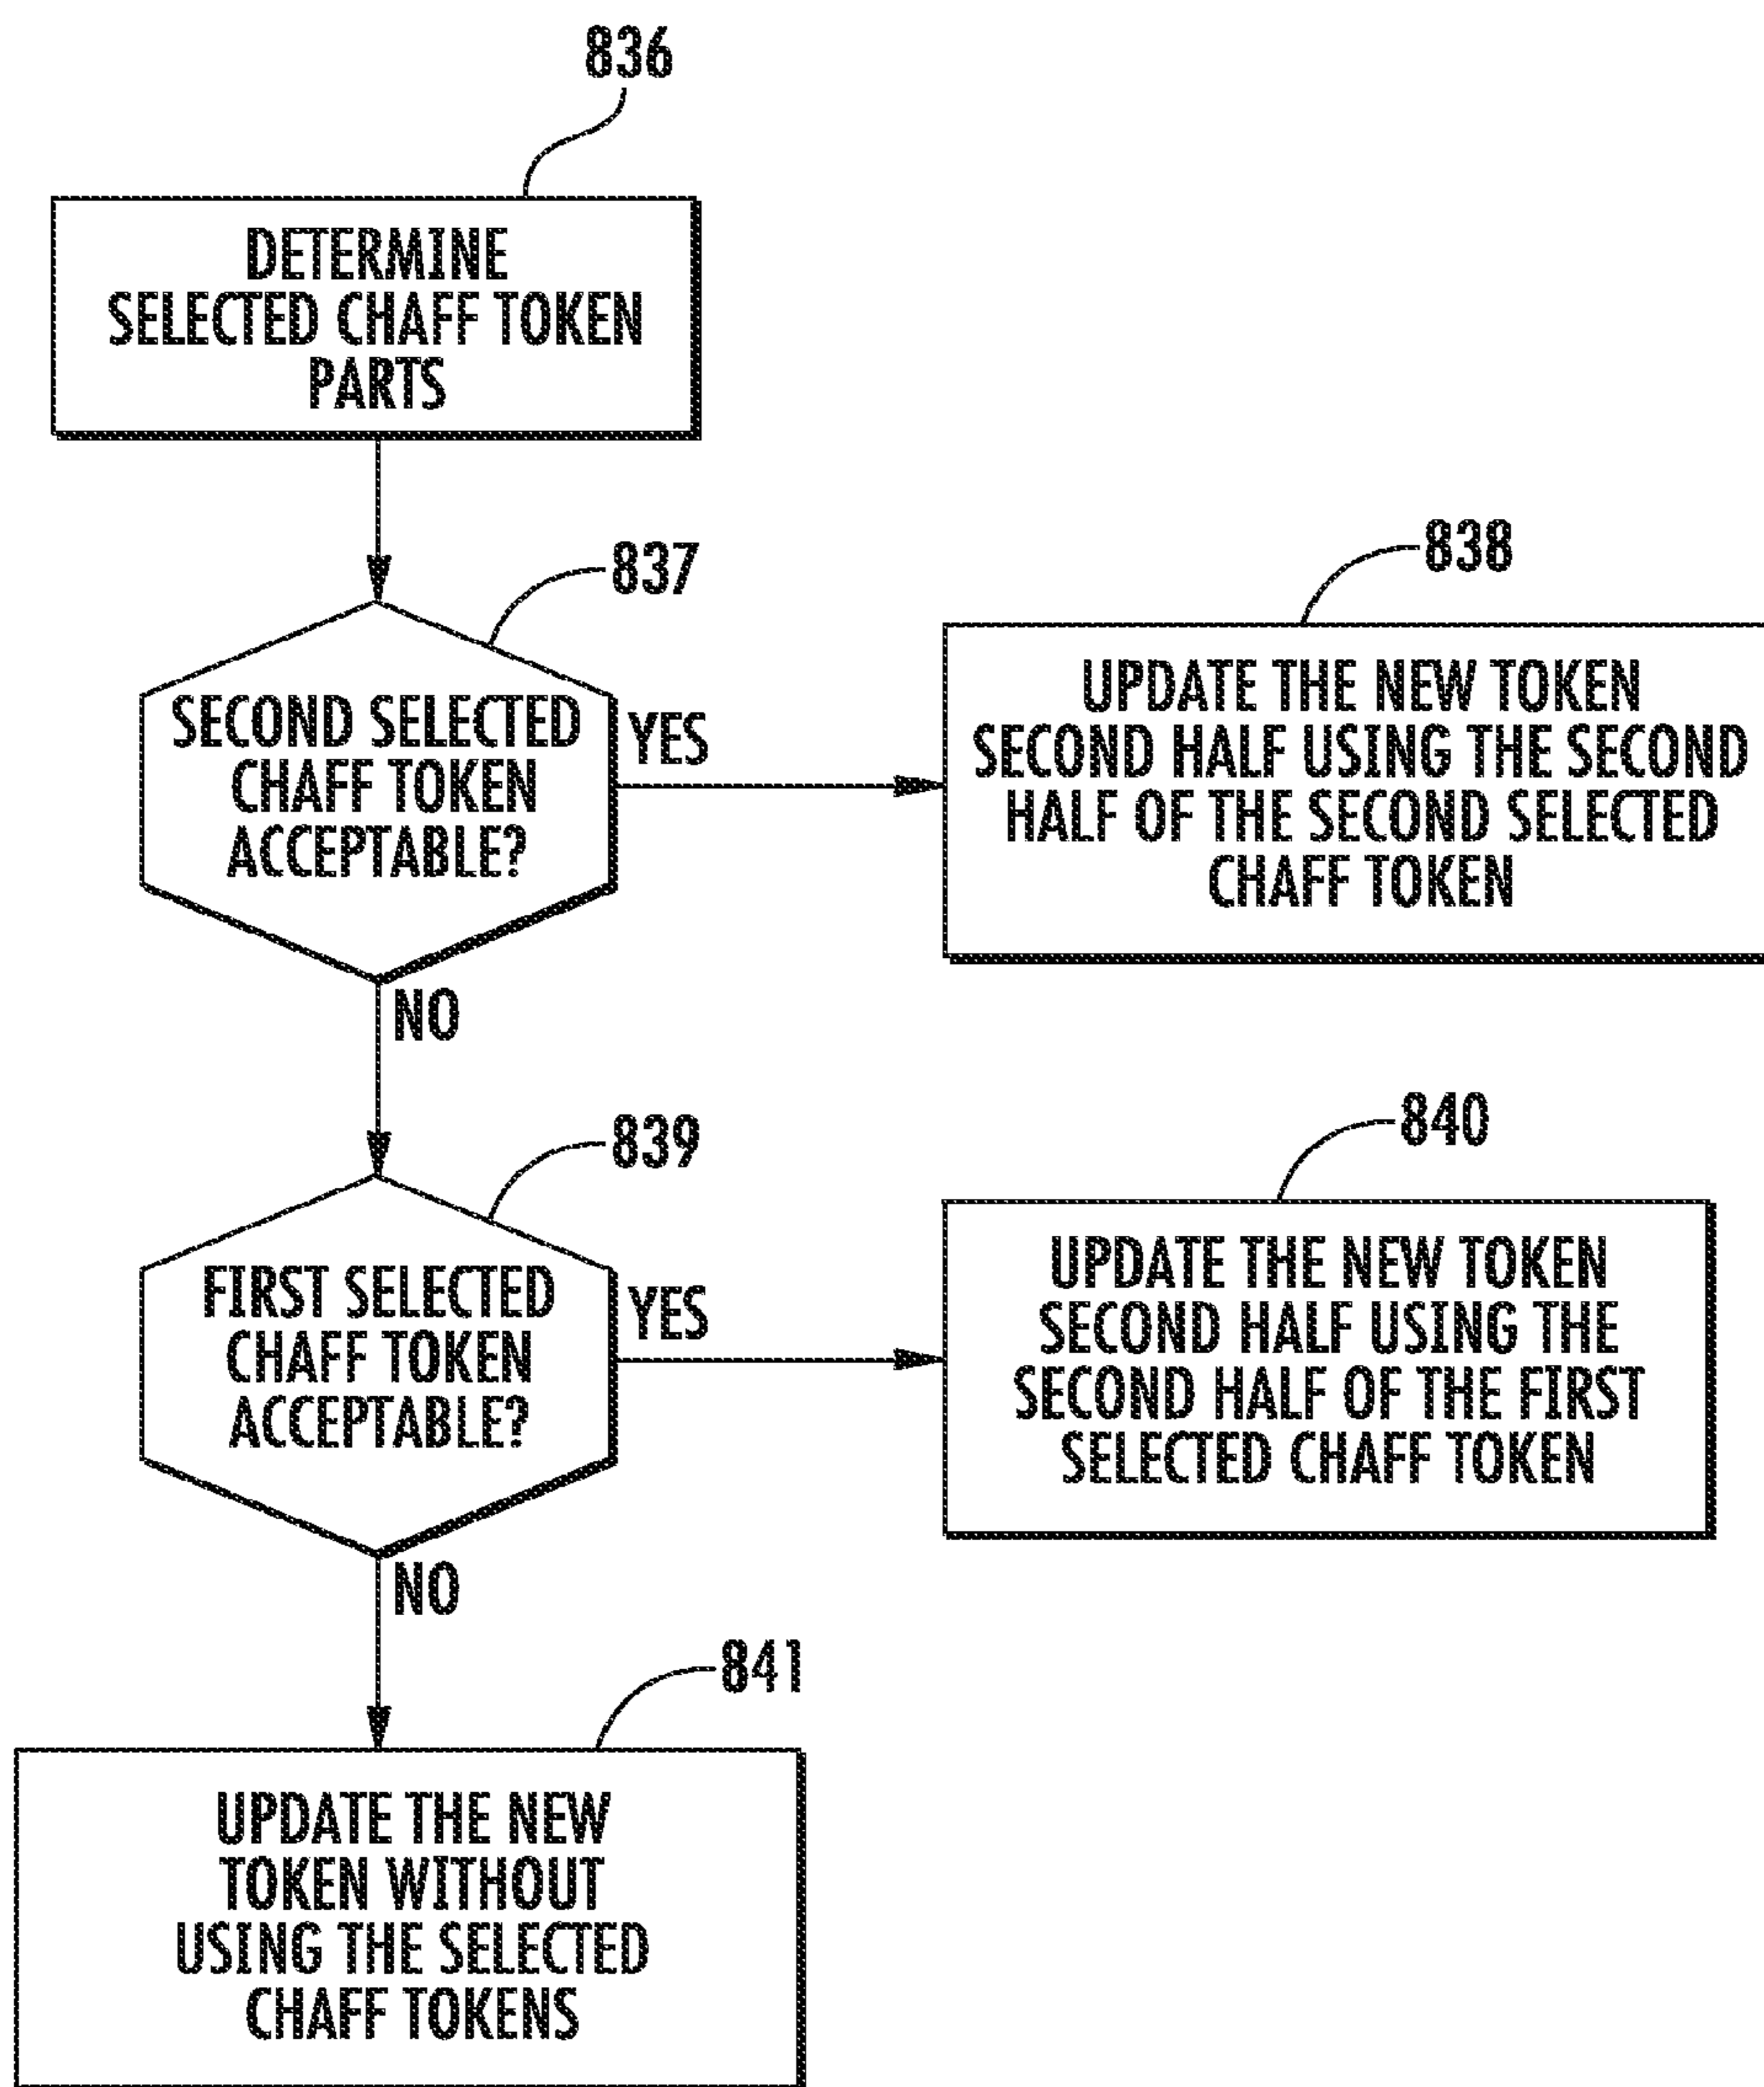 836
DETERMINE
SELECTED CHAFF TOKEN
PARTS
837
SECOND SELECTED
CHAFF TOKEN
ACCEPTABLE?
YES
838
UPDATE THE NEW TOKEN
SECOND HALF USING THE SECOND
HALF OF THE SECOND SELECTED
CHAFF TOKEN
NO
839
FIRST SELECTED
CHAFF TOKEN
ACCEPTABLE?
YES
840
UPDATE THE NEW TOKEN
SECOND HALF USING THE
SECOND HALF OF THE FIRST
SELECTED CHAFF TOKEN
NO
841
UPDATE THE NEW
TOKEN WITHOUT
USING THE SELECTED
CHAFF TOKENS